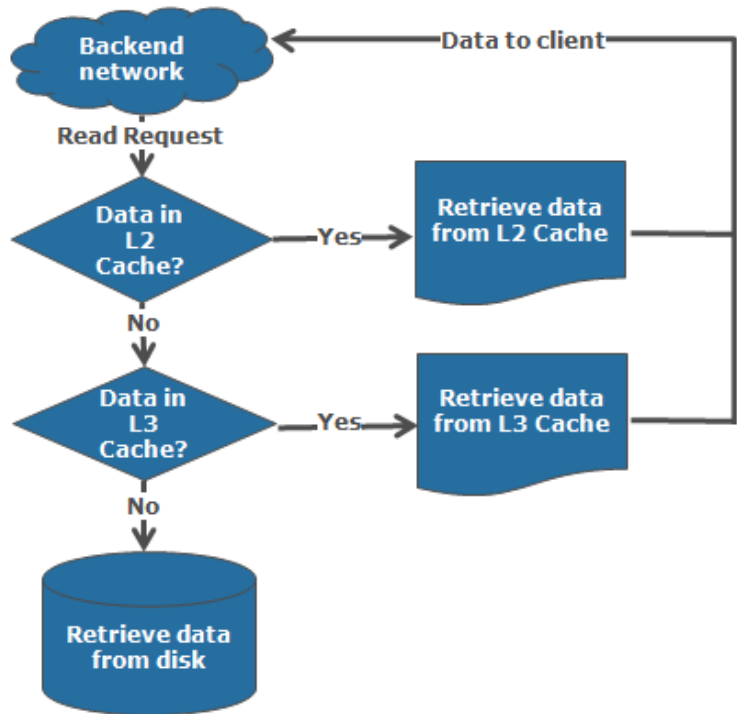 Backend
network
Data to client
Read Request
Data in
L2
Cache?
Yes
Retrieve data
from L2 Cache
No
Data in
L3
Cache?
Yes
Retrieve data
from L3 Cache
No
Retrieve data
from disk